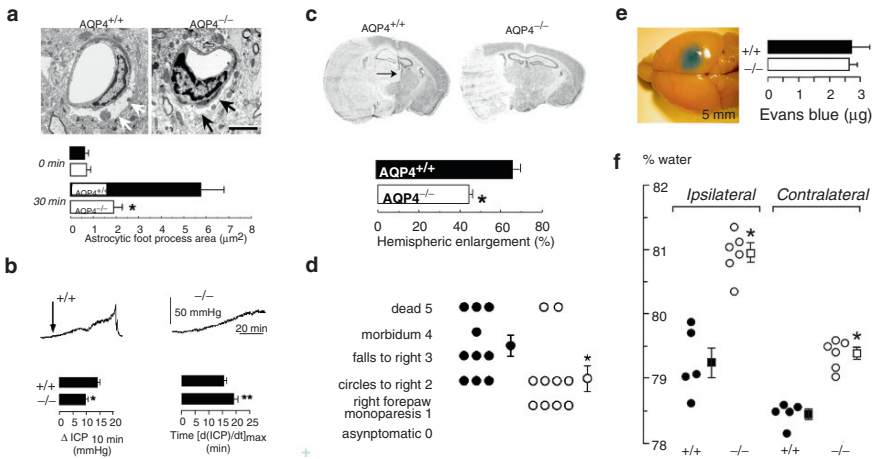 a
AQP4+/+
AQP4−/−
0 min
30 min
AQP4+/+
AQP4−/−
*
0 1 2 3 4 5 6 7 8
Astrocytic foot process area (μm2)
b
+/+
−/−
50 mmHg
20 min
+/+
−/−
*
**
0 5 10 15 20
0 5 10 15 20 25
Δ ICP 10 min
(mmHg)
Time [d(ICP)/dt]max
(min)
c
AQP4+/+
AQP4−/−
AQP4+/+
AQP4−/−
*
0 20 40 60 80
Hemispheric enlargement (%)
d
dead 5
morbidum 4
falls to right 3
circles to right 2
right forepaw
monoparesis 1
asynptomatic 0
*
e
5 mm
+/+
−/−
0 1 2 3
Evans blue (μg)
f
% water
Ipsilateral
Contralateral
82
81
80
79
78
*
*
+/+ −/− +/+ −/−